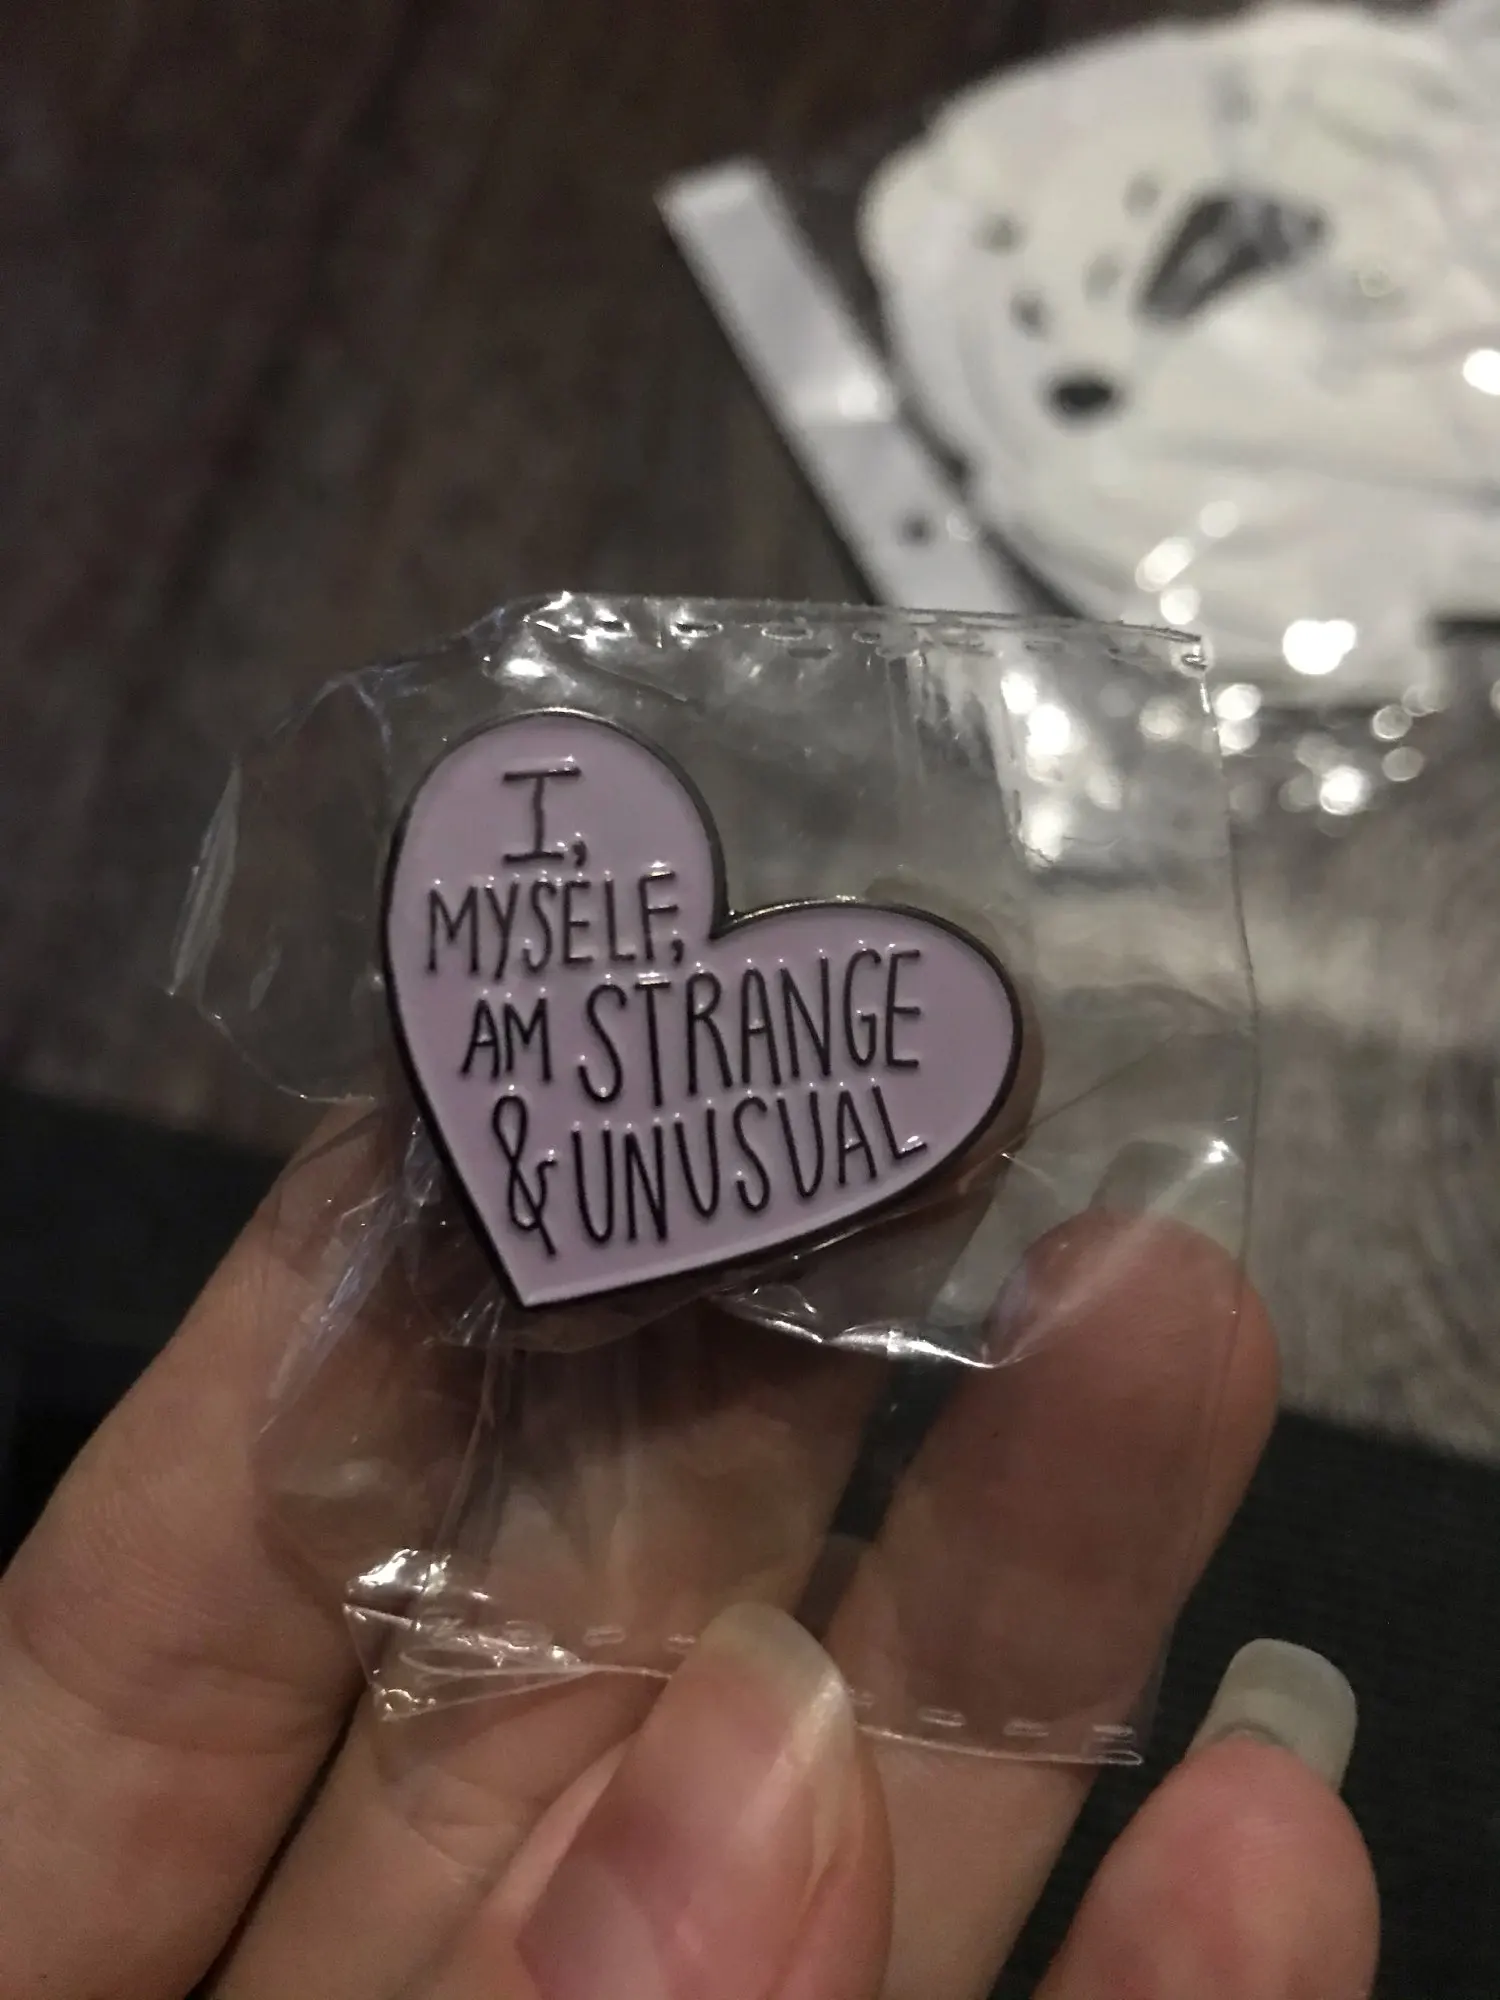 I,
MYSELF,
AM STRANGE
& UNUSUAL